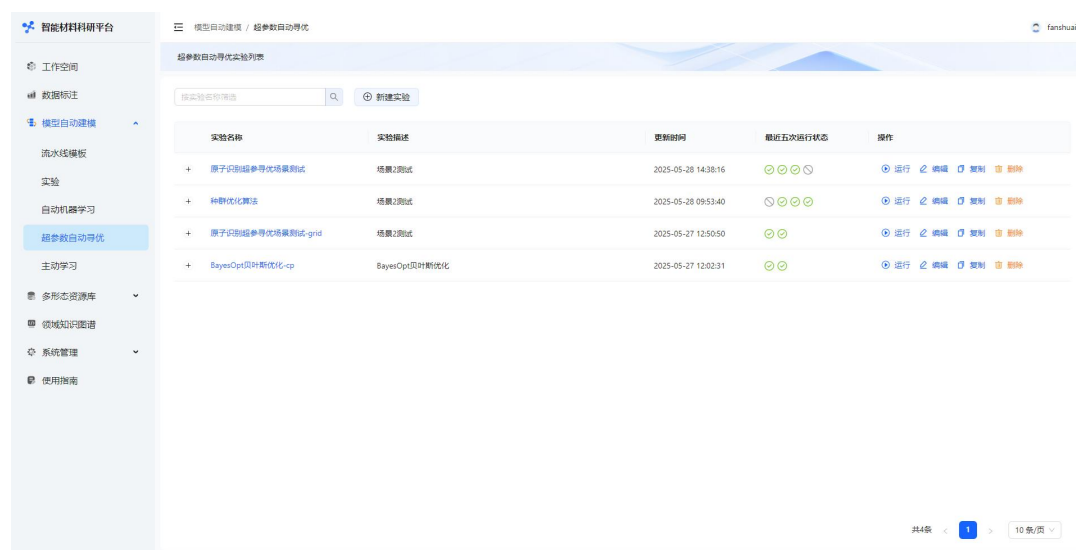 智能材料科研平台
模型自动建模 / 超参数自动寻优
fanshuai
工作空间
数据标注
模型自动建模
流水线模板
实验
自动机器学习
超参数自动寻优
主动学习
多形态资源库
领域知识图谱
系统管理
使用指南
超参数自动寻优实验列表
按实验名称筛选
新建实验
实验名称 实验描述 更新时间 最近五次运行状态 操作
+ 原子识别超参寻优场景测试 场景2测试 2025-05-28 14:38:16 运行 编辑 复制 删除
+ 种群优化算法 场景2测试 2025-05-28 09:53:40 运行 编辑 复制 删除
+ 原子识别超参寻优场景测试-grid 场景2测试 2025-05-27 12:50:50 运行 编辑 复制 删除
+ BayesOpt贝叶斯优化-cp BayesOpt贝叶斯优化 2025-05-27 12:02:31 运行 编辑 复制 删除
共4条 < 1 > 10 条/页